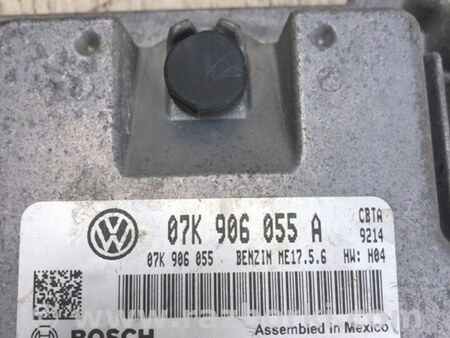 07K 906 055 A
CBTA
9214
07K 906 055 BENZIN ME17.5.6 HW: H04
BOSCH
Assembled in Mexico